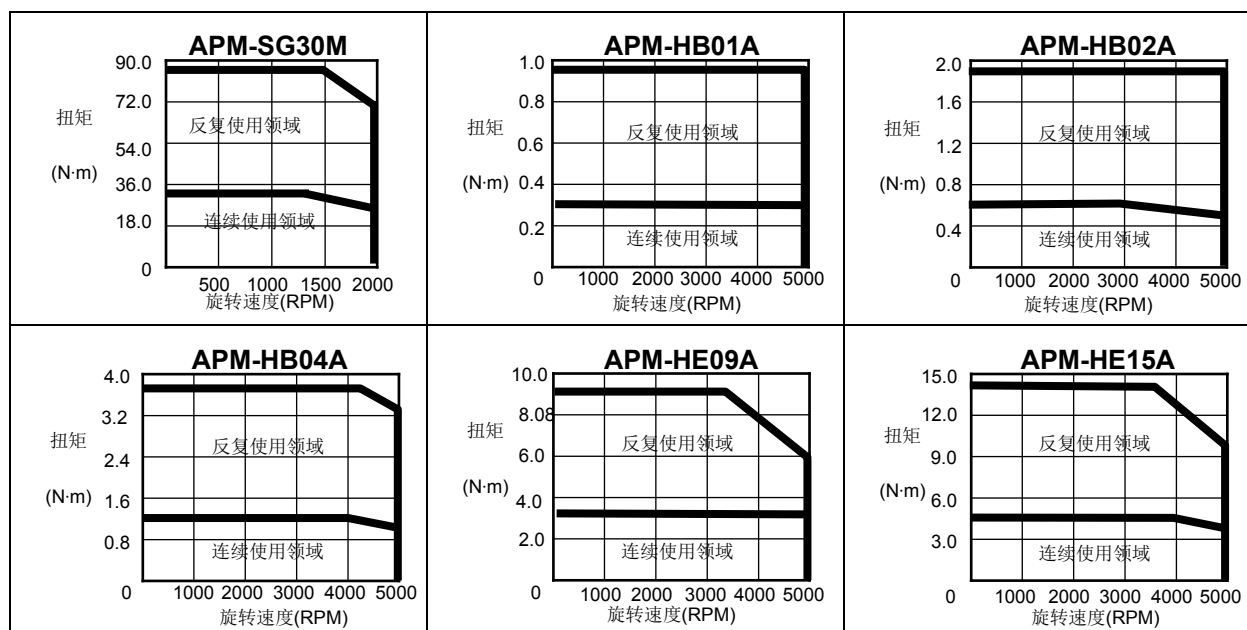 APM-SG30M
90.0
72.0
扭矩
反复使用领域
54.0
(N·m)
36.0
18.0
连续使用领域
0
500 1000 1500 2000
旋转速度(RPM)
APM-HB01A
1.0
0.8
扭矩
反复使用领域
0.6
(N·m)
0.4
0.2
连续使用领域
0 1000 2000 3000 4000 5000
旋转速度(RPM)
APM-HB02A
2.0
1.6
扭矩
反复使用领域
1.2
(N·m)
0.8
0.4
连续使用领域
0 1000 2000 3000 4000 5000
旋转速度(RPM)
APM-HB04A
4.0
3.2
扭矩
反复使用领域
2.4
(N·m)
1.6
0.8
连续使用领域
0 1000 2000 3000 4000 5000
旋转速度(RPM)
APM-HE09A
10.0
8.08
扭矩
反复使用领域
6.0
(N·m)
4.0
2.0
连续使用领域
0 1000 2000 3000 4000 5000
旋转速度(RPM)
APM-HE15A
15.0
12.0
扭矩
反复使用领域
9.0
(N·m)
6.0
3.0
连续使用领域
0 1000 2000 3000 4000 5000
旋转速度(RPM)